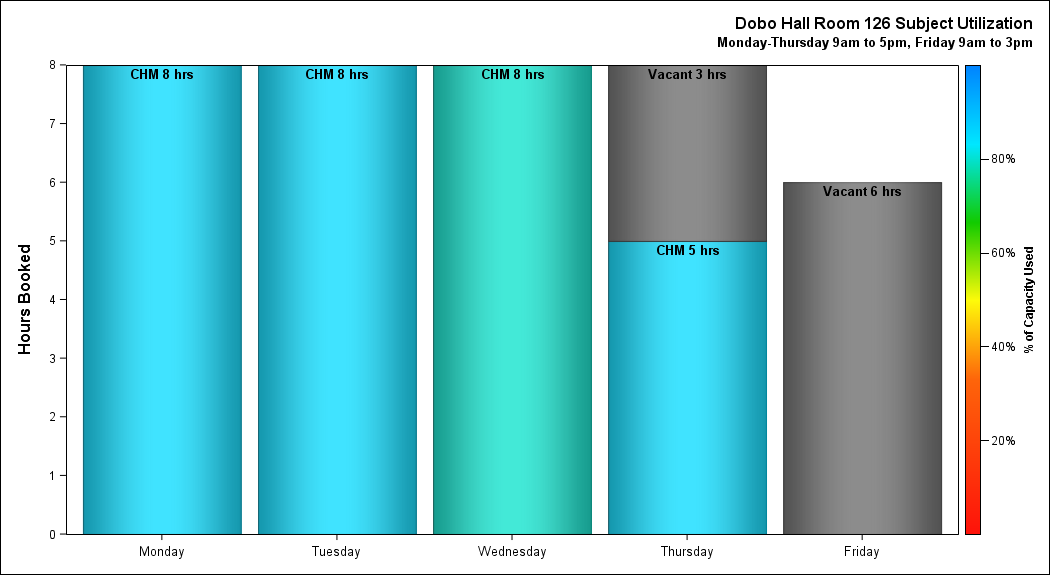 Dobo Hall Room 126 Subject Utilization
Monday-Thursday 9am to 5pm, Friday 9am to 3pm
Hours Booked
8
7
6
5
4
3
2
1
0
CHM 8 hrs
CHM 8 hrs
CHM 8 hrs
Vacant 3 hrs
CHM 5 hrs
Vacant 6 hrs
Monday
Tuesday
Wednesday
Thursday
Friday
80%
60%
40%
20%
% of Capacity Used